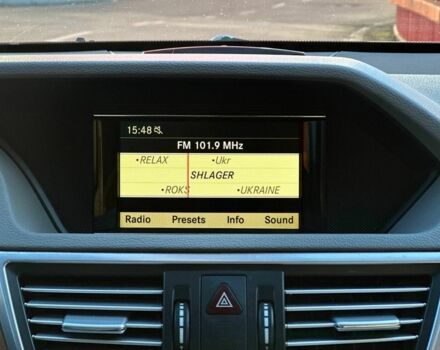 15:48
FM 101.9 MHz
•RELAX •Ukr
SHLAGER
•ROKS •UKRAINE
Radio Presets Info Sound